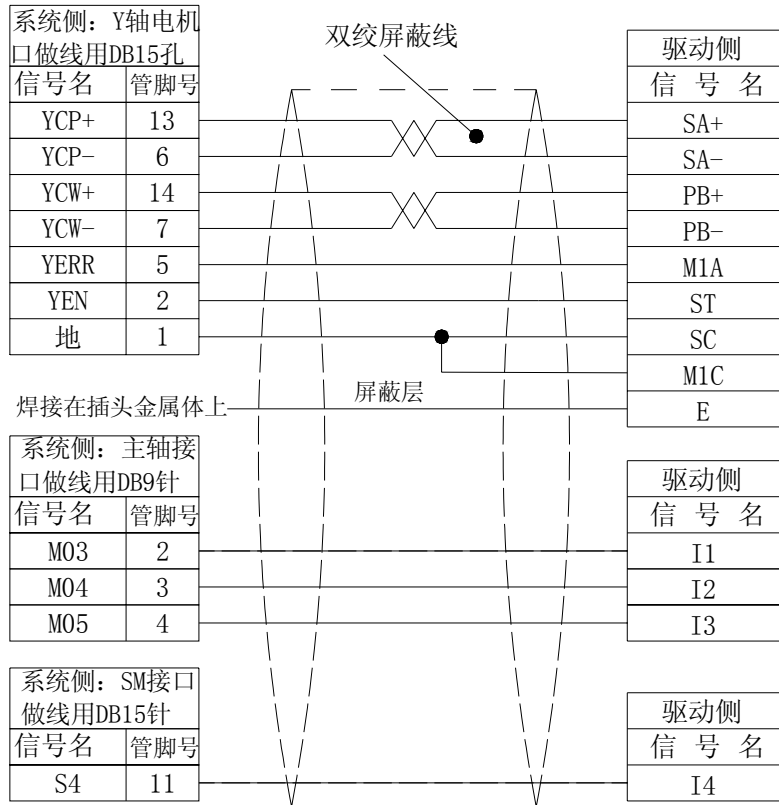 系统侧：Y轴电机
口做线用DB15孔
信号名 管脚号
YCP+ 13
YCP- 6
YCW+ 14
YCW- 7
YERR 5
YEN 2
地 1
双绞屏蔽线
驱动侧
信 号 名
SA+
SA-
PB+
PB-
M1A
ST
SC
M1C
E
焊接在插头金属体上
屏蔽层
系统侧：主轴接
口做线用DB9针
信号名 管脚号
M03 2
M04 3
M05 4
驱动侧
信 号 名
I1
I2
I3
系统侧：SM接口
做线用DB15针
信号名 管脚号
S4 11
驱动侧
信 号 名
I4